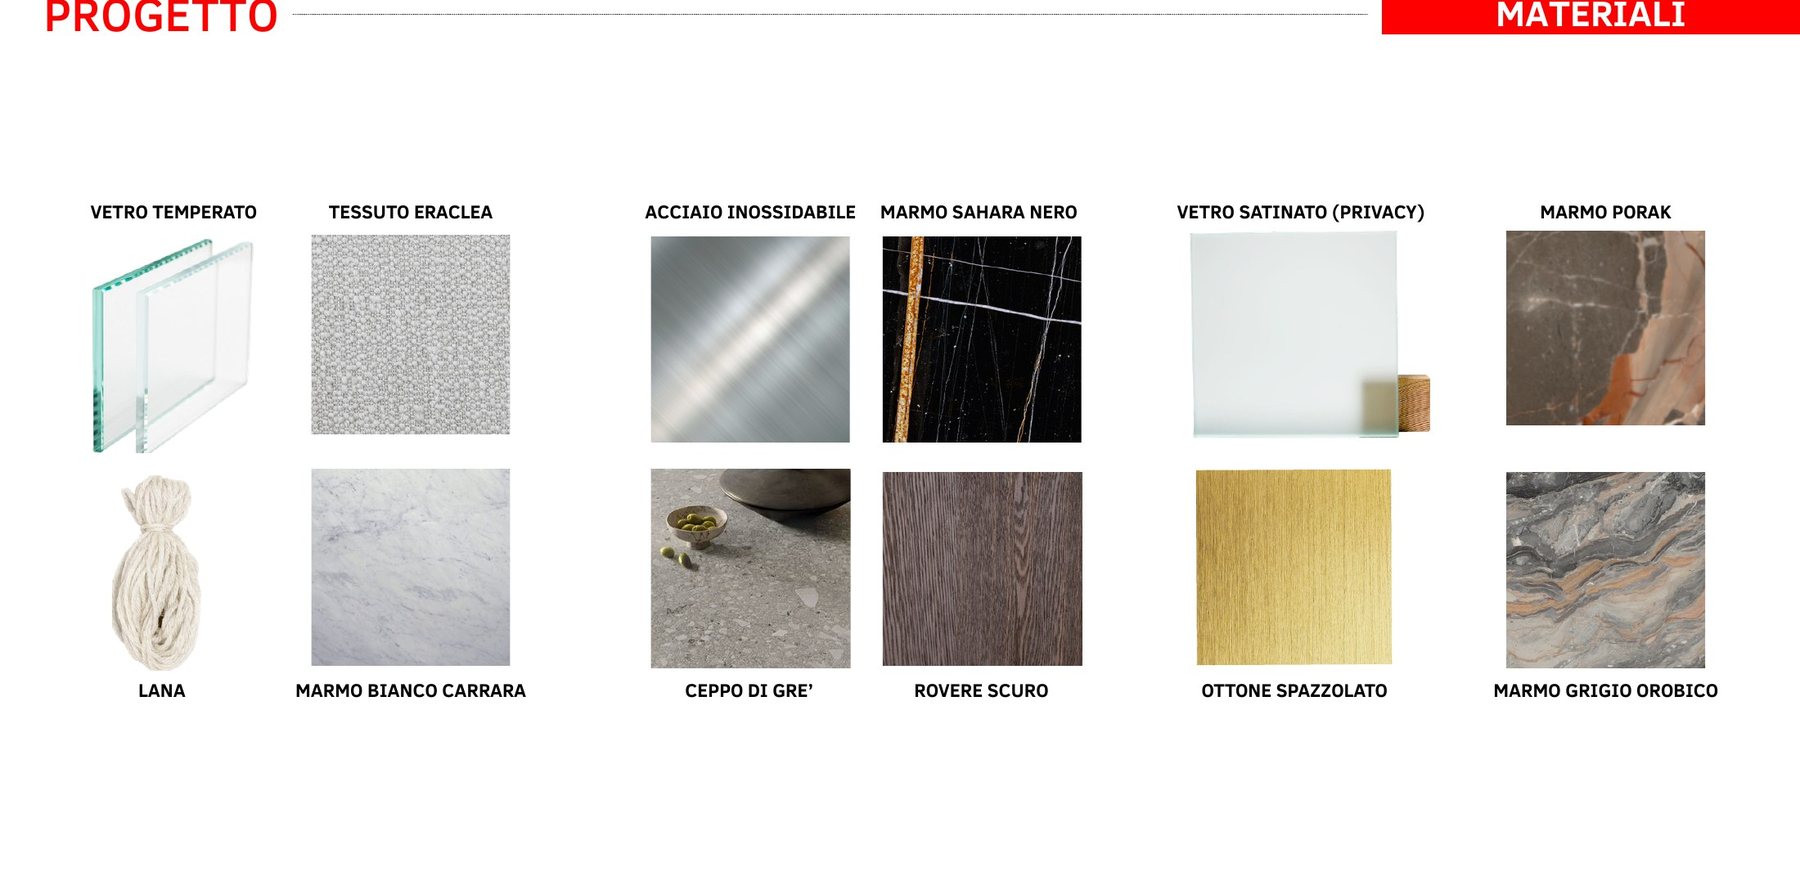 PROGETTO
MATERIALI
VETRO TEMPERATO
TESSUTO ERACLEA
ACCIAIO INOSSIDABILE
MARMO SAHARA NERO
VETRO SATINATO (PRIVACY)
MARMO PORAK
LANA
MARMO BIANCO CARRARA
CEPPO DI GRE’
ROVERE SCURO
OTTONE SPAZZOLATO
MARMO GRIGIO OROBICO